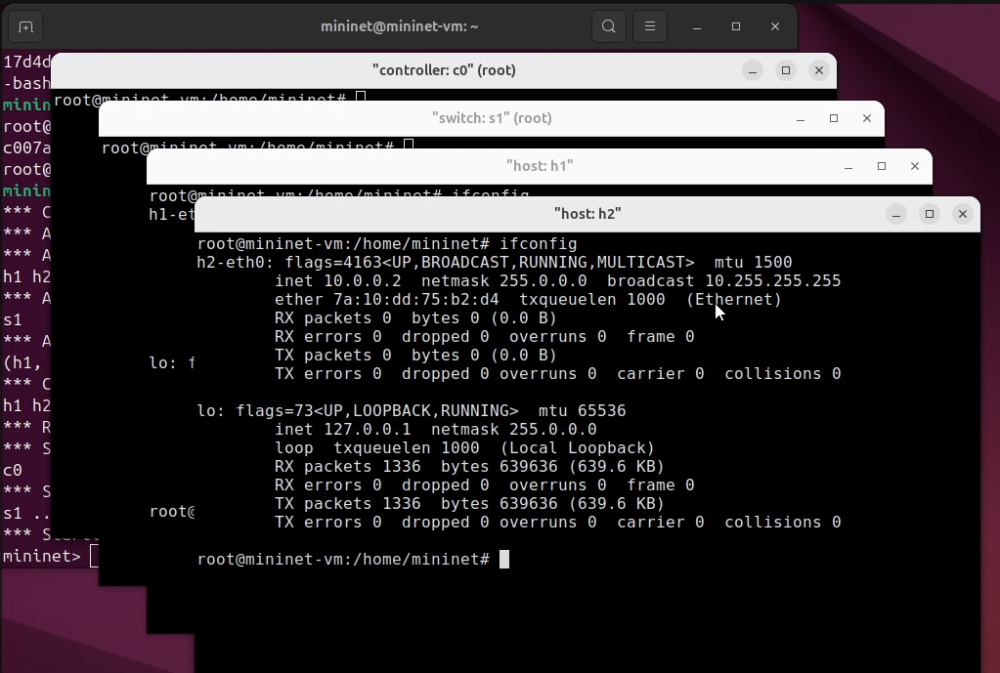 mininet@mininet-vm: ~
17d4d
-bash
minin
root@
c007a
root@
minin
*** C
*** A
*** A
h1 h2
*** A
s1
*** A
(h1,
*** C
h1 h2
*** R
*** S
c0
*** S
s1 ..
*** Starti
mininet>
"controller: c0" (root)
root@mininet-vm:/home/mininet#
"switch: s1" (root)
root@mininet-vm:/home/mininet#
"host: h1"
root@mininet-vm:/home/mininet# ifconfig
h1-et
lo: f
root@
"host: h2"
root@mininet-vm:/home/mininet# ifconfig
h2-eth0: flags=4163<UP,BROADCAST,RUNNING,MULTICAST>  mtu 1500
inet 10.0.0.2  netmask 255.0.0.0  broadcast 10.255.255.255
ether 7a:10:dd:75:b2:d4  txqueuelen 1000  (Ethernet)
RX packets 0  bytes 0 (0.0 B)
RX errors 0  dropped 0  overruns 0  frame 0
TX packets 0  bytes 0 (0.0 B)
TX errors 0  dropped 0 overruns 0  carrier 0  collisions 0
lo: flags=73<UP,LOOPBACK,RUNNING>  mtu 65536
inet 127.0.0.1  netmask 255.0.0.0
loop  txqueuelen 1000  (Local Loopback)
RX packets 1336  bytes 639636 (639.6 KB)
RX errors 0  dropped 0  overruns 0  frame 0
TX packets 1336  bytes 639636 (639.6 KB)
TX errors 0  dropped 0 overruns 0  carrier 0  collisions 0
root@mininet-vm:/home/mininet#